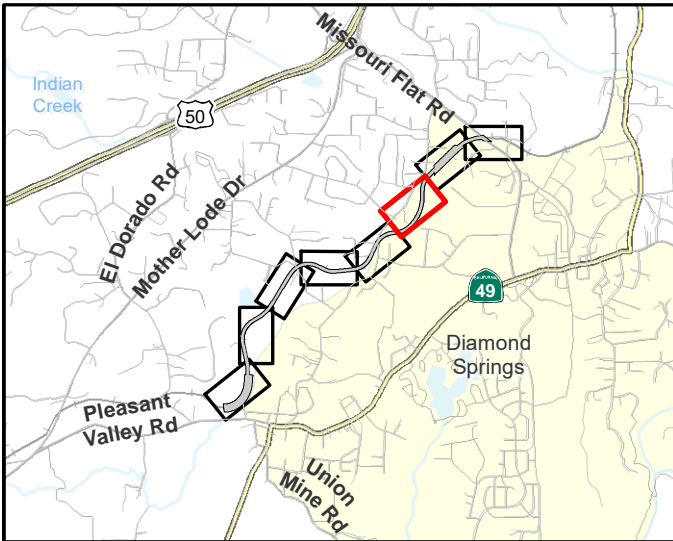 Missouri Flat Rd
Indian
Creek
50
El Dorado Rd
Mother Lode Dr
CALIFORNIA
49
Diamond
Springs
Pleasant
Valley Rd
Union
Mine Rd